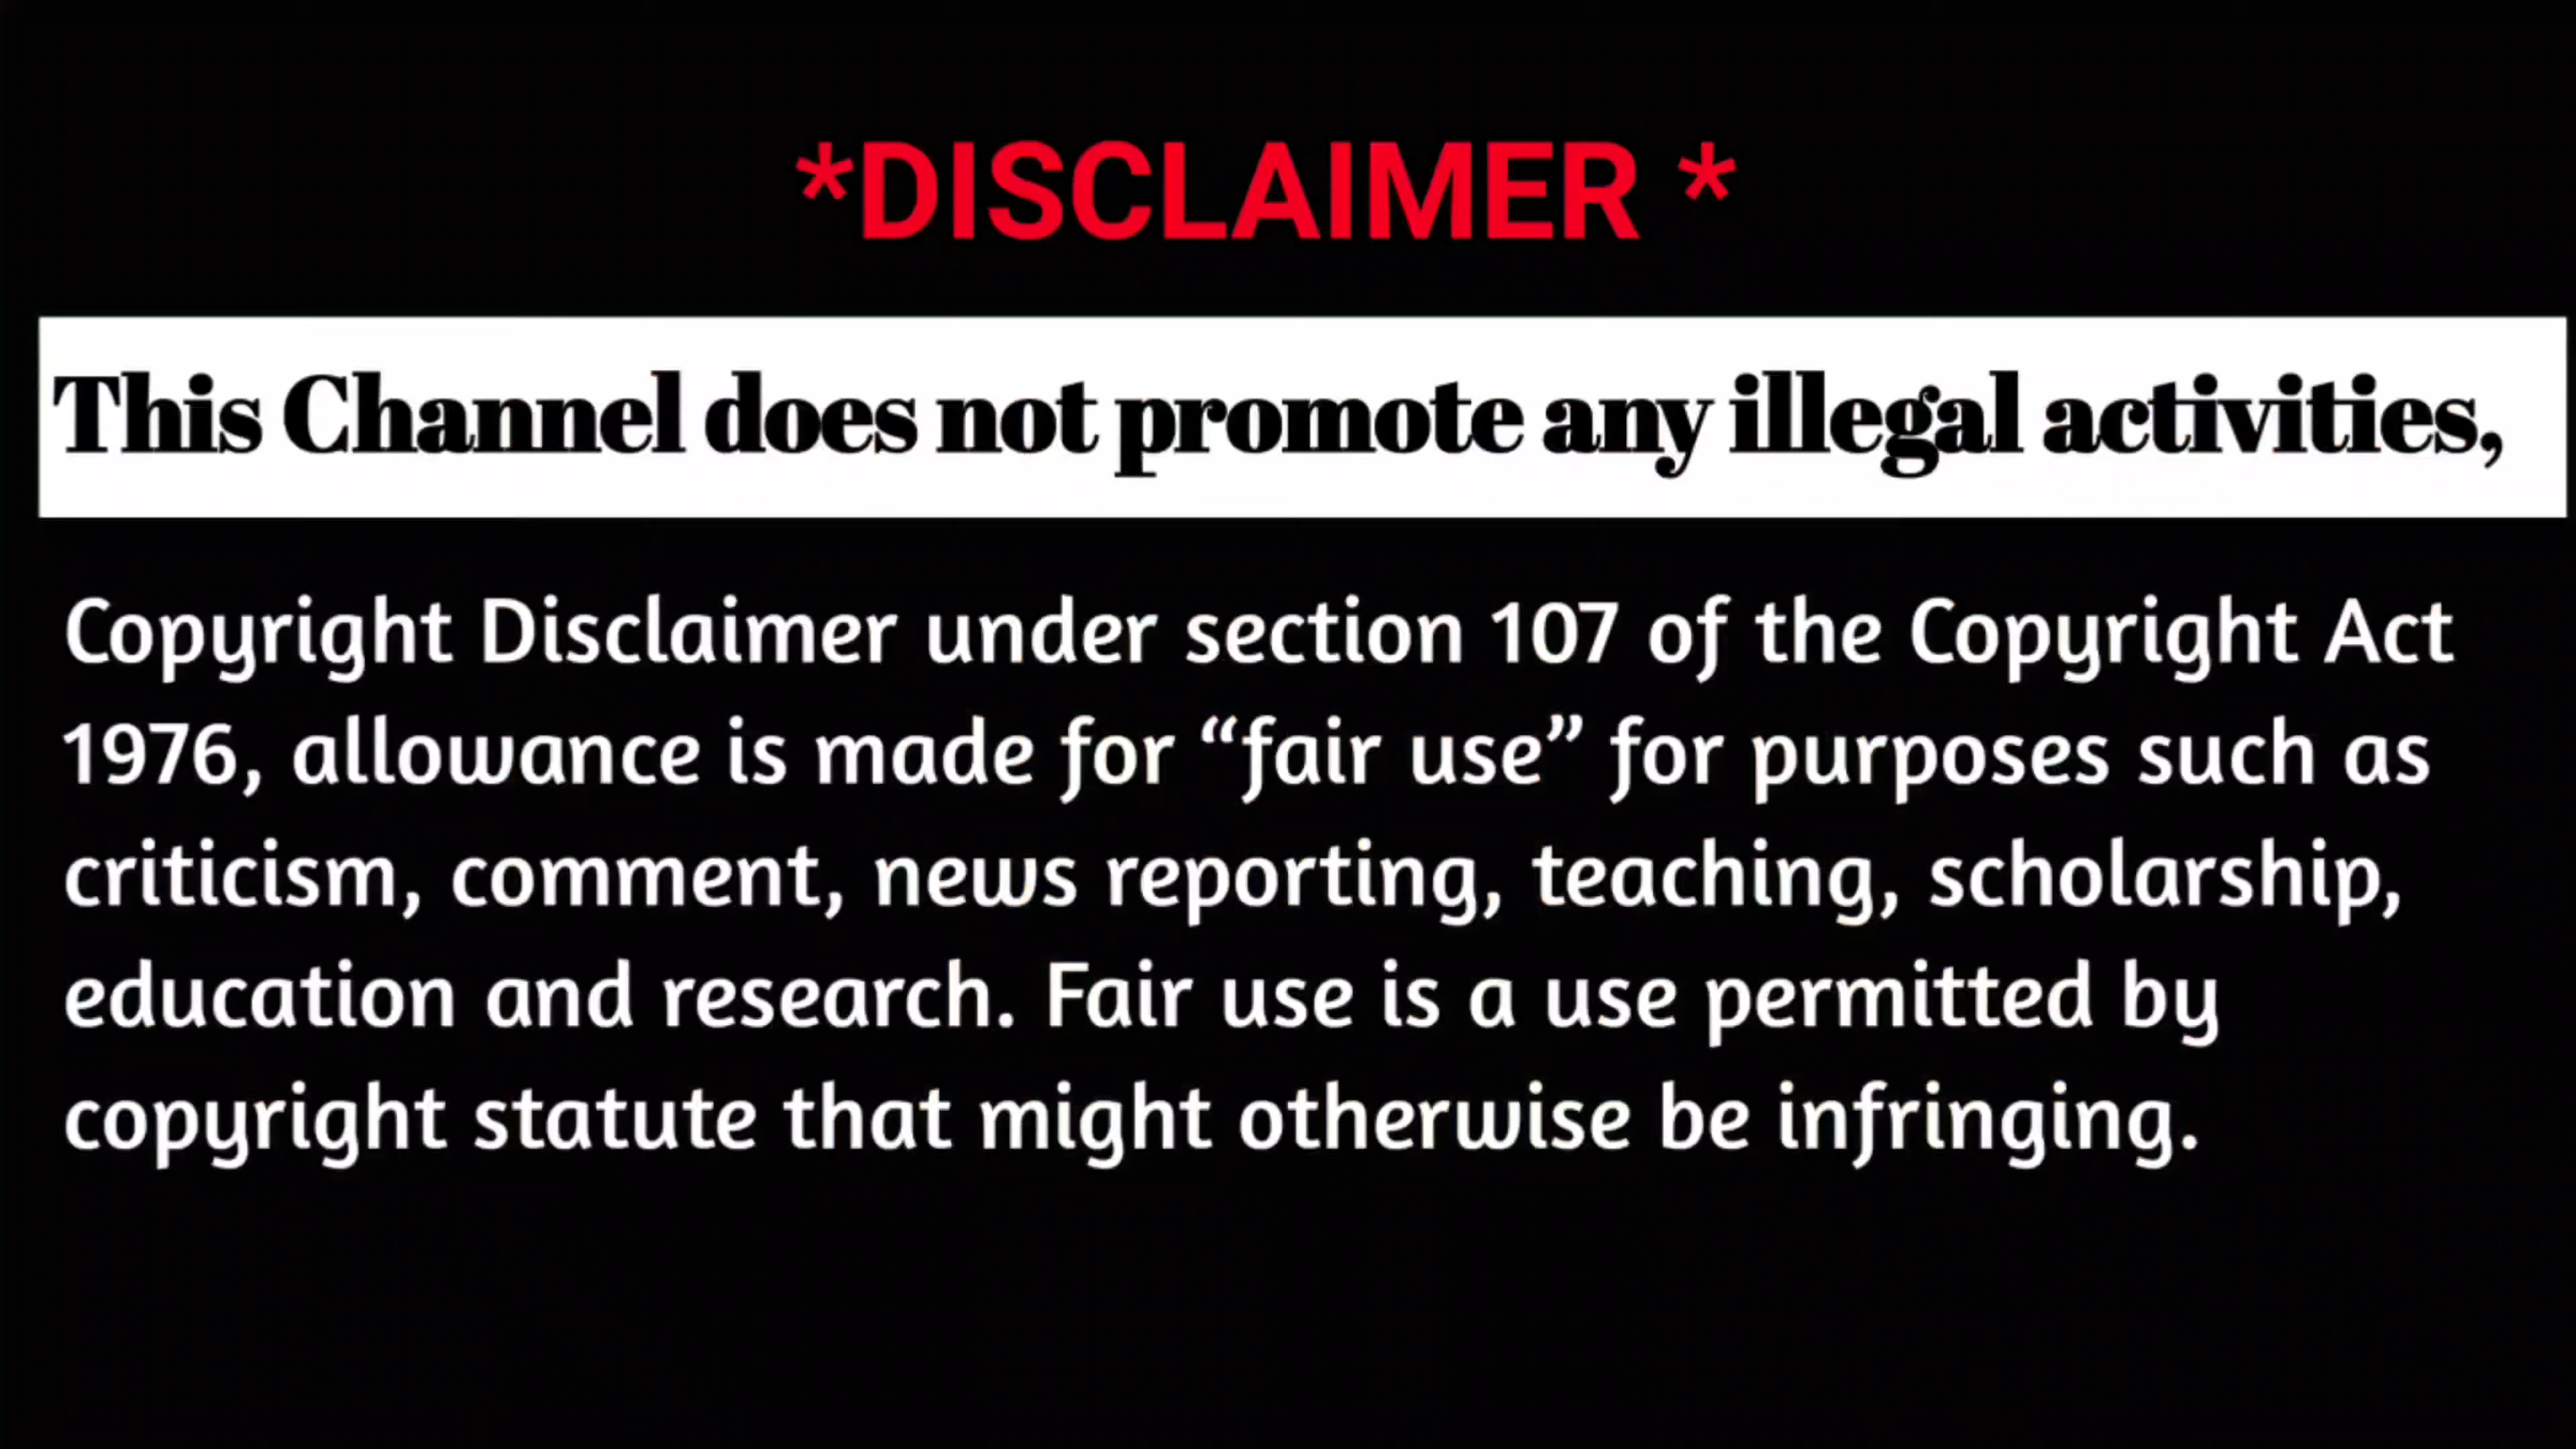 *DISCLAIMER *
This Channel does not promote any illegal activities,
Copyright Disclaimer under section 107 of the Copyright Act
1976, allowance is made for “fair use” for purposes such as
criticism, comment, news reporting, teaching, scholarship,
education and research. Fair use is a use permitted by
copyright statute that might otherwise be infringing.